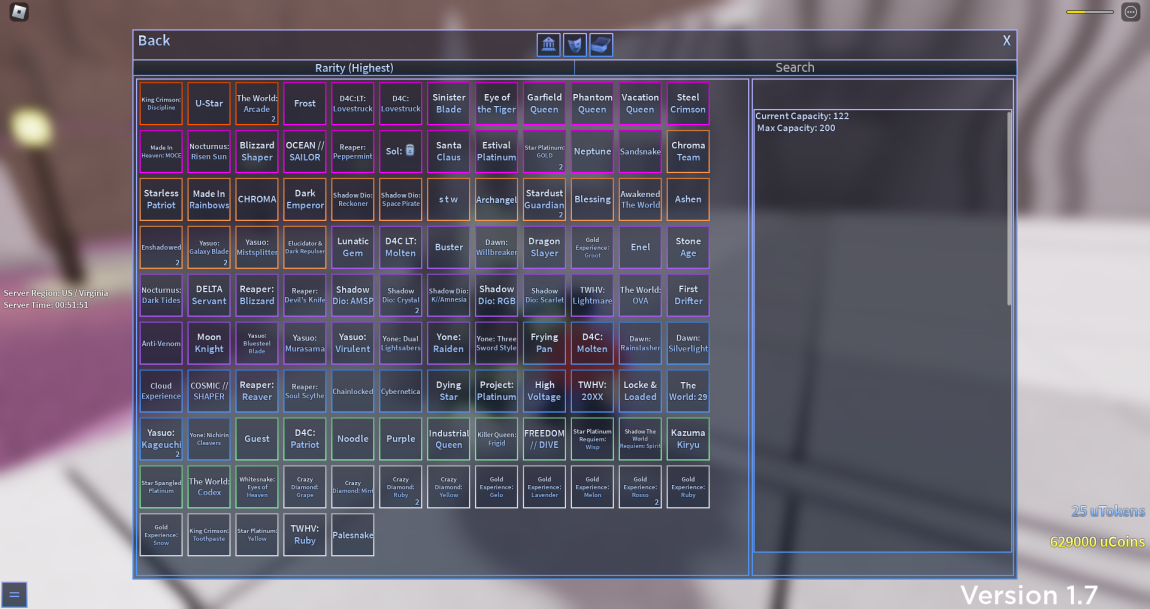 Back
X
Rarity (Highest)
Search
King Crimson: Discipline
U-Star
The World: Arcade 2
Frost
D4C:LT: Lovestruck
D4C: Lovestruck
Sinister Blade
Eye of the Tiger
Garfield Queen
Phantom Queen
Vacation Queen
Steel Crimson
Made In Heaven: MOCE
Nocturnus: Risen Sun
Blizzard Shaper
OCEAN // SAILOR
Reaper: Peppermint
Sol:
Santa Claus
Estival Platinum
Star Platinum: GOLD 2
Neptune
Sandsnake
Chroma Team
Starless Patriot
Made In Rainbows
CHROMA
Dark Emperor
Shadow Dio: Reckoner
Shadow Dio: Space Pirate
s t w
Archangel
Stardust Guardian 2
Blessing
Awakened The World
Ashen
Enshadowed 2
Yasuo: Galaxy Blade 2
Yasuo: Mistsplitter
Elucidator & Dark Repulser
Lunatic Gem
D4C LT: Molten
Buster
Dawn: Willbreaker
Dragon Slayer
Gold Experience: Groot
Enel
Stone Age
Nocturnus: Dark Tides
DELTA Servant
Reaper: Blizzard
Reaper: Devil's Knife
Shadow Dio: AMSP
Shadow Dio: Crystal 2
Shadow Dio: K//Amnesia
Shadow Dio: RGB
Shadow Dio: Scarlet
TWHV: Lightmare
The World: OVA
First Drifter
Anti-Venom
Moon Knight
Yasuo: Bluesteel Blade
Yasuo: Murasama
Yasuo: Virulent
Yone: Dual Lightsabers
Yone: Raiden
Yone: Three Sword Style
Frying Pan
D4C: Molten
Dawn: Rainslasher
Dawn: Silverlight
Cloud Experience
COSMIC // SHAPER
Reaper: Reaver
Reaper: Soul Scythe
Chainlocked
Cybernetica
Dying Star
Project: Platinum
High Voltage
TWHV: 20XX
Locke & Loaded
The World: 29
Yasuo: Kageuchi 2
Yone: Nichirin Cleavers
Guest
D4C: Patriot
Noodle
Purple
Industrial Queen
Killer Queen: Frigid
FREEDOM // DIVE
Star Platinum Requiem: Wisp
Shadow The World Requiem: Spirit
Kazuma Kiryu
Star Spangled Platinum
The World: Codex
Whitesnake: Eyes of Heaven
Crazy Diamond: Grape
Crazy Diamond: Mint
Crazy Diamond: Ruby 2
Crazy Diamond: Yellow
Gold Experience: Gelo
Gold Experience: Lavender
Gold Experience: Melon
Gold Experience: Rosso 2
Gold Experience: Ruby
Gold Experience: Snow
King Crimson: Toothpaste
Star Platinum: Yellow
TWHV: Ruby
Palesnake
Current Capacity: 122
Max Capacity: 200
Server Region: US / Virginia
Server Time: 00:51:51
25 uTokens
629000 uCoins
Version 1.7